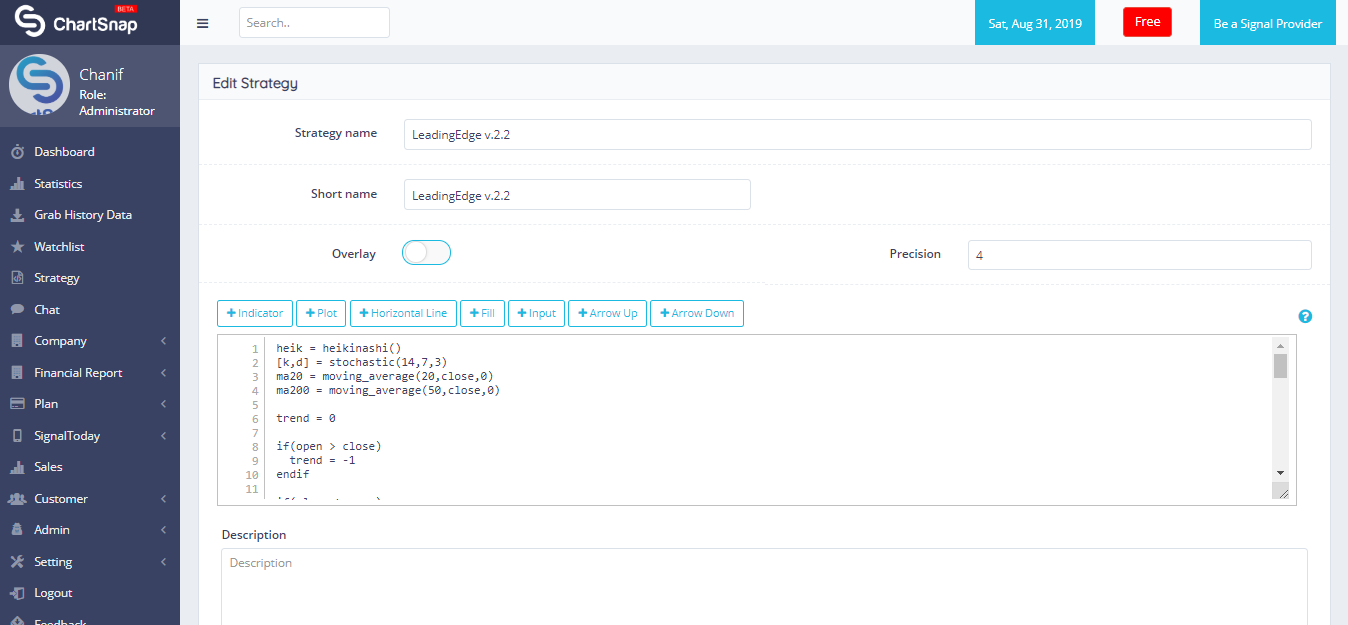 BETA
ChartSnap
Search..
Sat, Aug 31, 2019
Free
Be a Signal Provider
Chanif
Role:
Administrator
Dashboard
Statistics
Grab History Data
Watchlist
Strategy
Chat
Company
Financial Report
Plan
SignalToday
Sales
Customer
Admin
Setting
Logout
Feedback
Edit Strategy
Strategy name
LeadingEdge v.2.2
Short name
LeadingEdge v.2.2
Overlay
Precision
4
+Indicator +Plot +Horizontal Line +Fill +Input +Arrow Up +Arrow Down
?
1 heik = heikinashi()
2 [k,d] = stochastic(14,7,3)
3 ma20 = moving_average(20,close,0)
4 ma200 = moving_average(50,close,0)
5
6 trend = 0
7
8 if(open > close)
9 trend = -1
10 endif
11
Description
Description